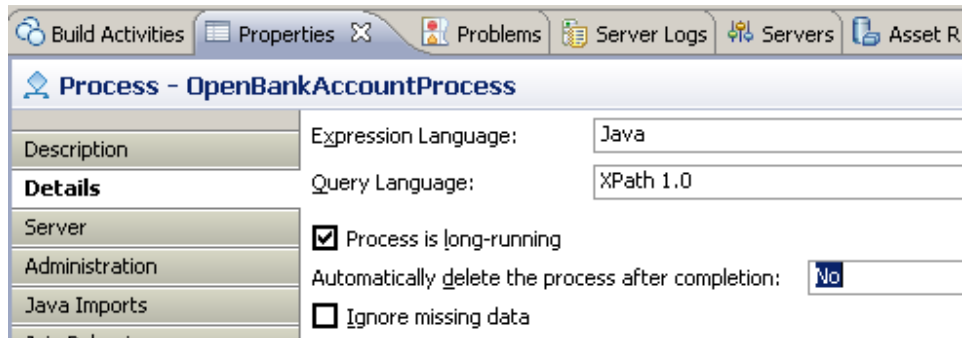 Build Activities Properties Problems Server Logs Servers Asset R
Process - OpenBankAccountProcess
Description
Details
Server
Administration
Java Imports
Expression Language: Java
Query Language: XPath 1.0
Process is long-running
Automatically delete the process after completion: No
Ignore missing data